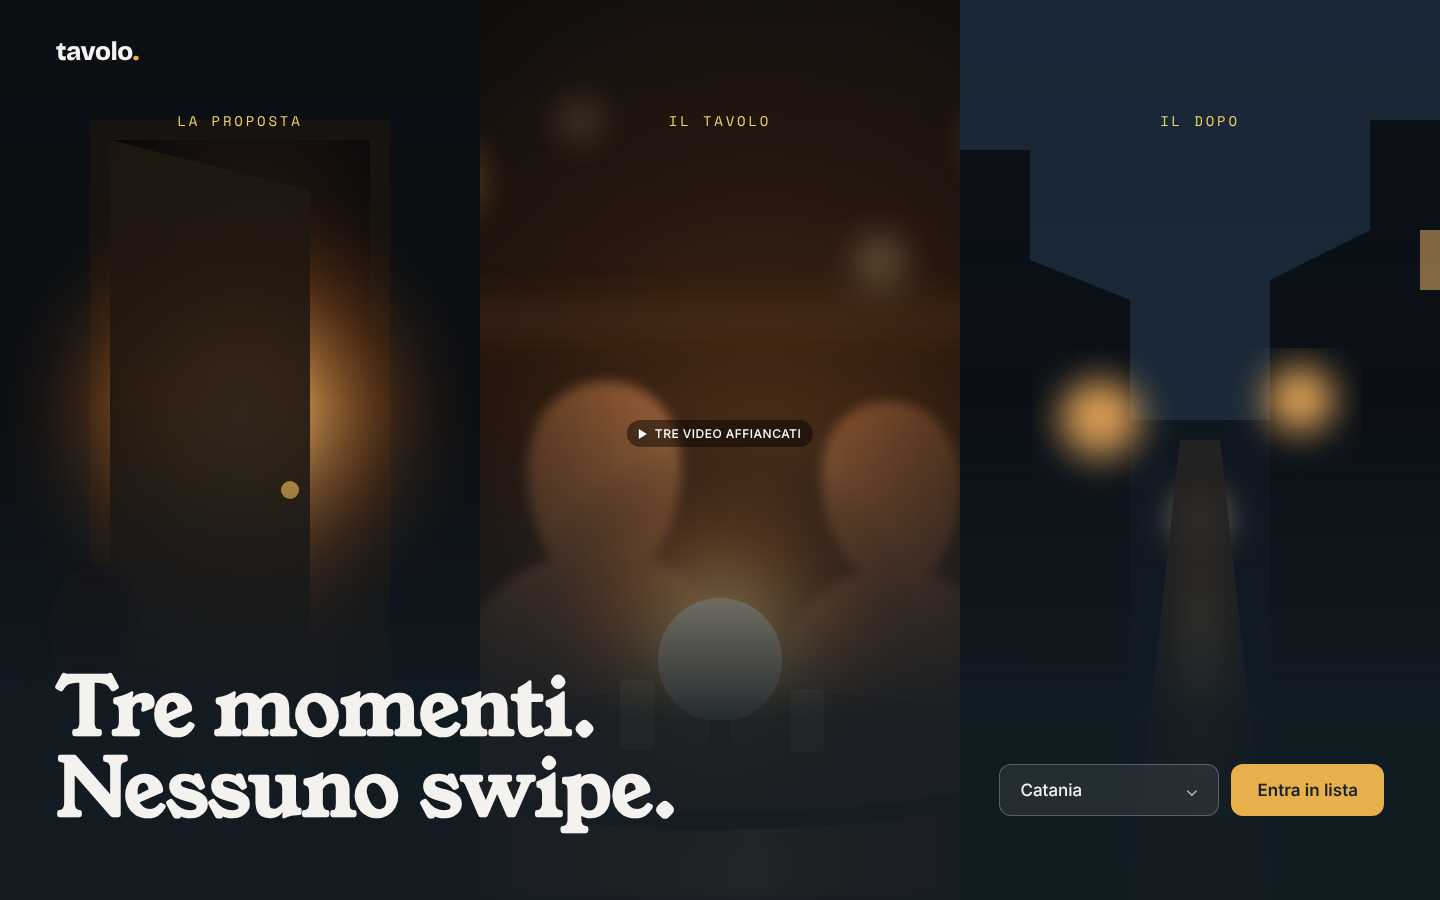 tavolo.
LA PROPOSTA
IL TAVOLO
IL DOPO
TRE VIDEO AFFIANCATI
Tre momenti.
Nessuno swipe.
Catania
Entra in lista